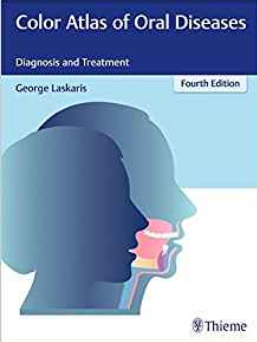 Color Atlas of Oral Diseases
Diagnosis and Treatment
George Laskaris
Fourth Edition
Thieme